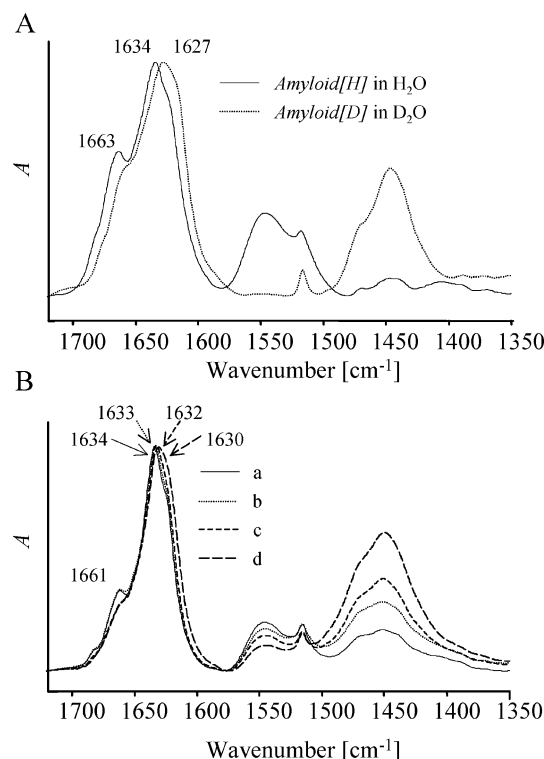 A
1634
1627
1663
Amyloid[H] in H₂O
Amyloid[D] in D₂O
A
1700 1650 1600 1550 1500 1450 1400 1350
Wavenumber [cm⁻¹]
B
1633
1632
1634
1630
a
b
c
d
1661
A
1700 1650 1600 1550 1500 1450 1400 1350
Wavenumber [cm⁻¹]